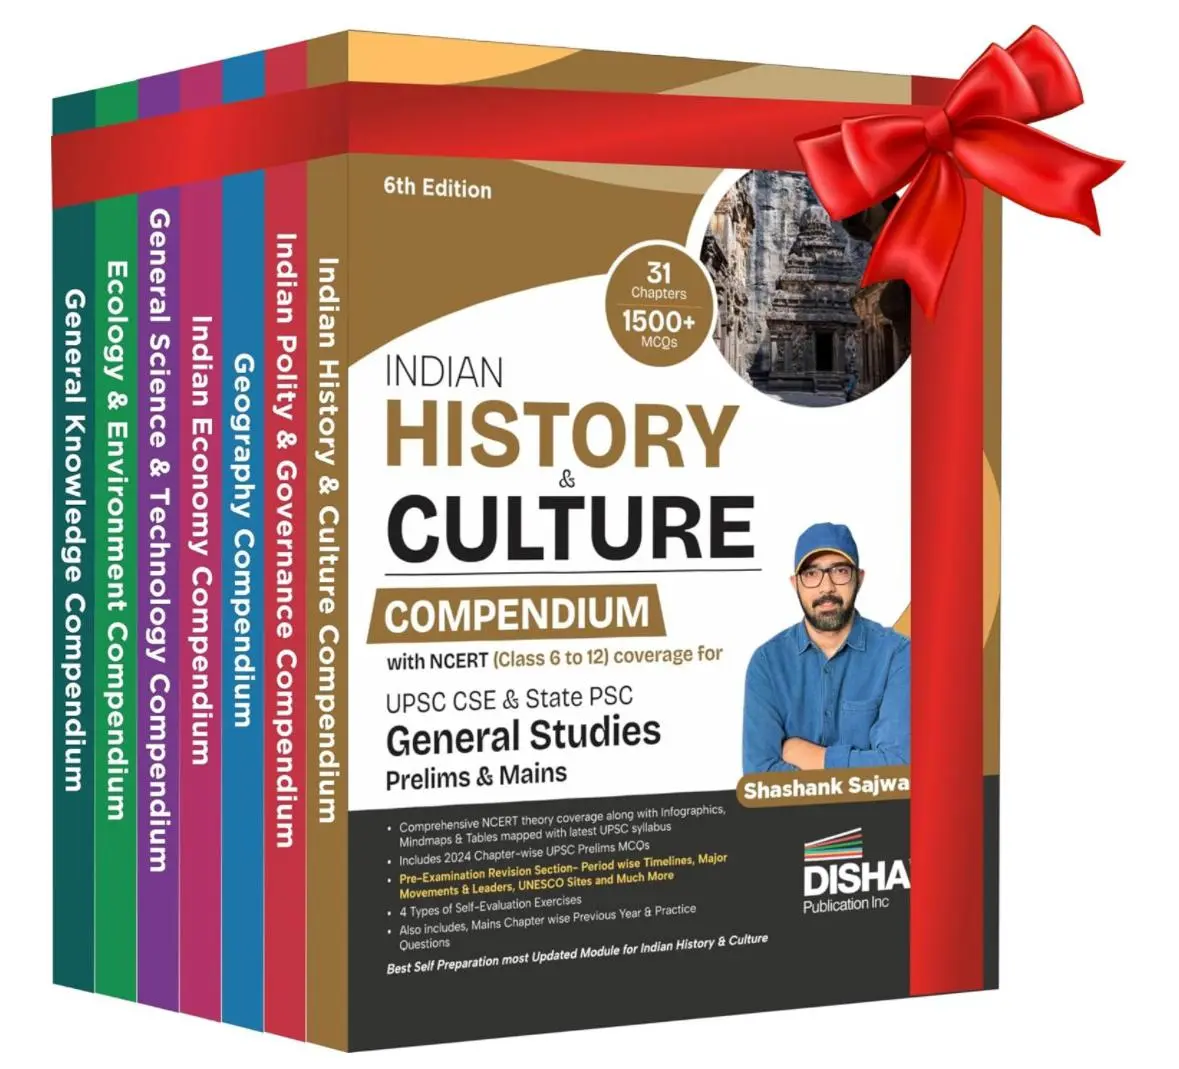 General Knowledge Compendium
Ecology & Environment Compendium
General Science & Technology Compendium
Indian Economy Compendium
Geography Compendium
Indian Polity & Governance Compendium
Indian History & Culture Compendium
6th Edition
31
Chapters
1500+
MCQs
INDIAN
HISTORY
&
CULTURE
COMPENDIUM
with NCERT (Class 6 to 12) coverage for
UPSC CSE & State PSC
General Studies
Prelims & Mains
Shashank Sajwa
• Comprehensive NCERT theory coverage along with Infographics,
Mindmaps & Tables mapped with latest UPSC syllabus
• Includes 2024 Chapter-wise UPSC Prelims MCQs
• Pre-Examination Revision Section- Period wise Timelines, Major
Movements & Leaders, UNESCO Sites and Much More
• 4 Types of Self-Evaluation Exercises
• Also includes, Mains Chapter wise Previous Year & Practice
Questions
Best Self Preparation most Updated Module for Indian History & Culture
DISHA
Publication Inc